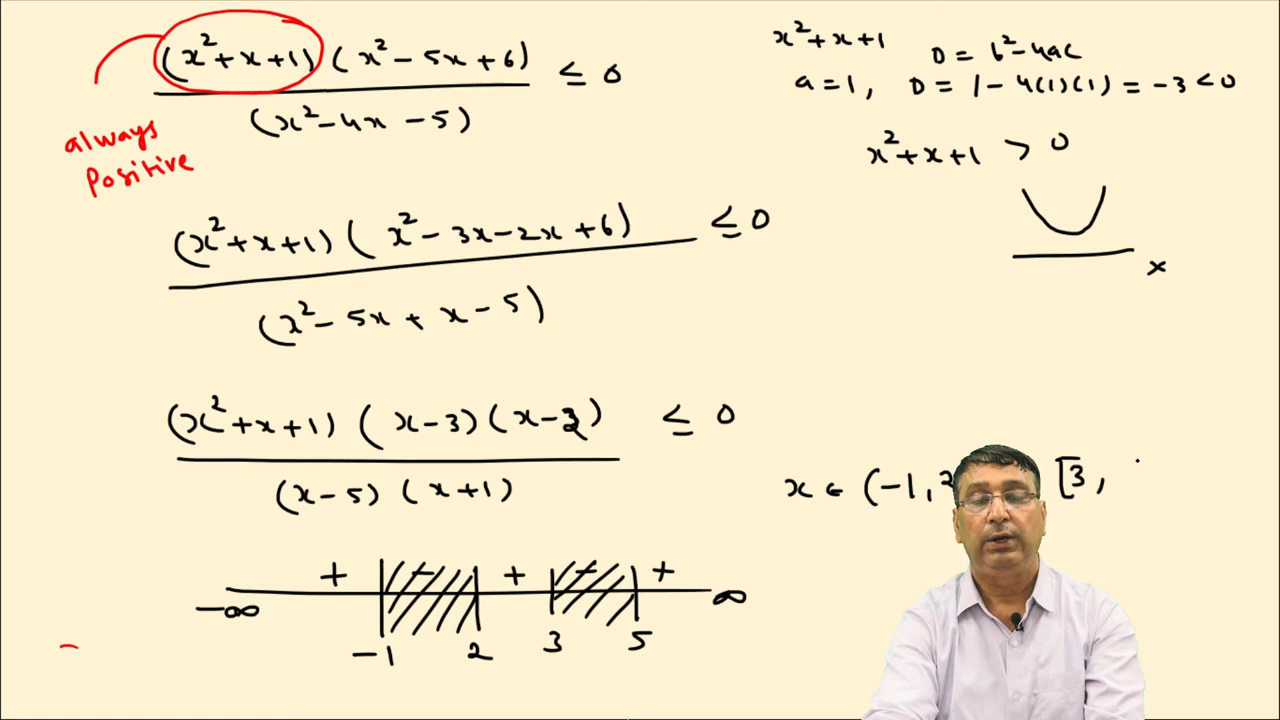 (x²+x+1) (x² - 5x + 6) ≤ 0
(x² - 4x - 5)
always
positive
x²+x+1
D = b² - 4ac
a = 1, D = 1 - 4(1)(1) = -3 < 0
x²+x+1 > 0
x
(x²+x+1) (x² - 3x - 2x + 6) ≤ 0
(x² - 5x + x - 5)
(x²+x+1) (x-3) (x-2) ≤ 0
(x-5) (x+1)
x ∈ (-1, 2 [3,
+ - + - +
-∞ -1 2 3 5 ∞